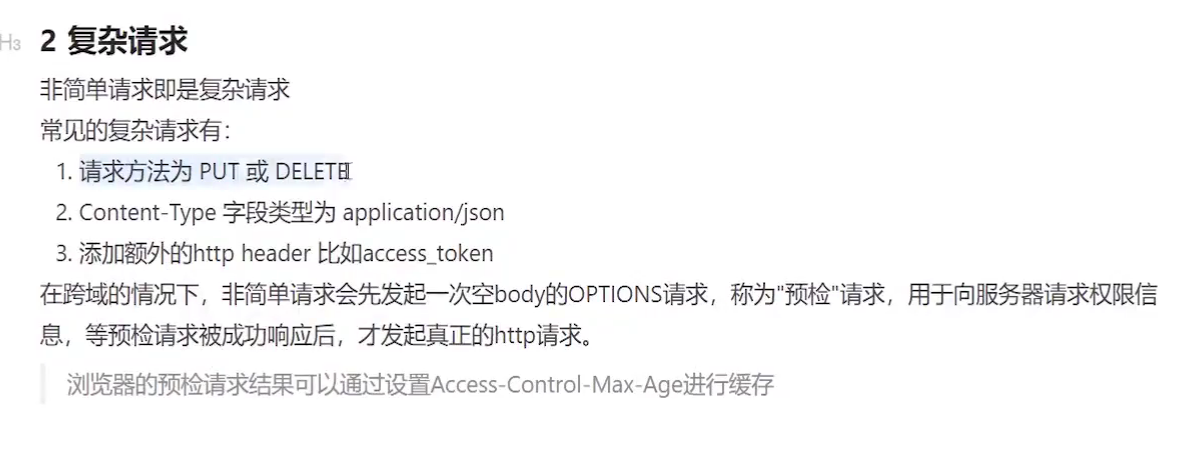 H3
2 复杂请求
非简单请求即是复杂请求
常见的复杂请求有：
1. 请求方法为 PUT 或 DELETE
2. Content-Type 字段类型为 application/json
3. 添加额外的http header 比如access_token
在跨域的情况下，非简单请求会先发起一次空body的OPTIONS请求，称为"预检"请求，用于向服务器请求权限信
息，等预检请求被成功响应后，才发起真正的http请求。
浏览器的预检请求结果可以通过设置Access-Control-Max-Age进行缓存